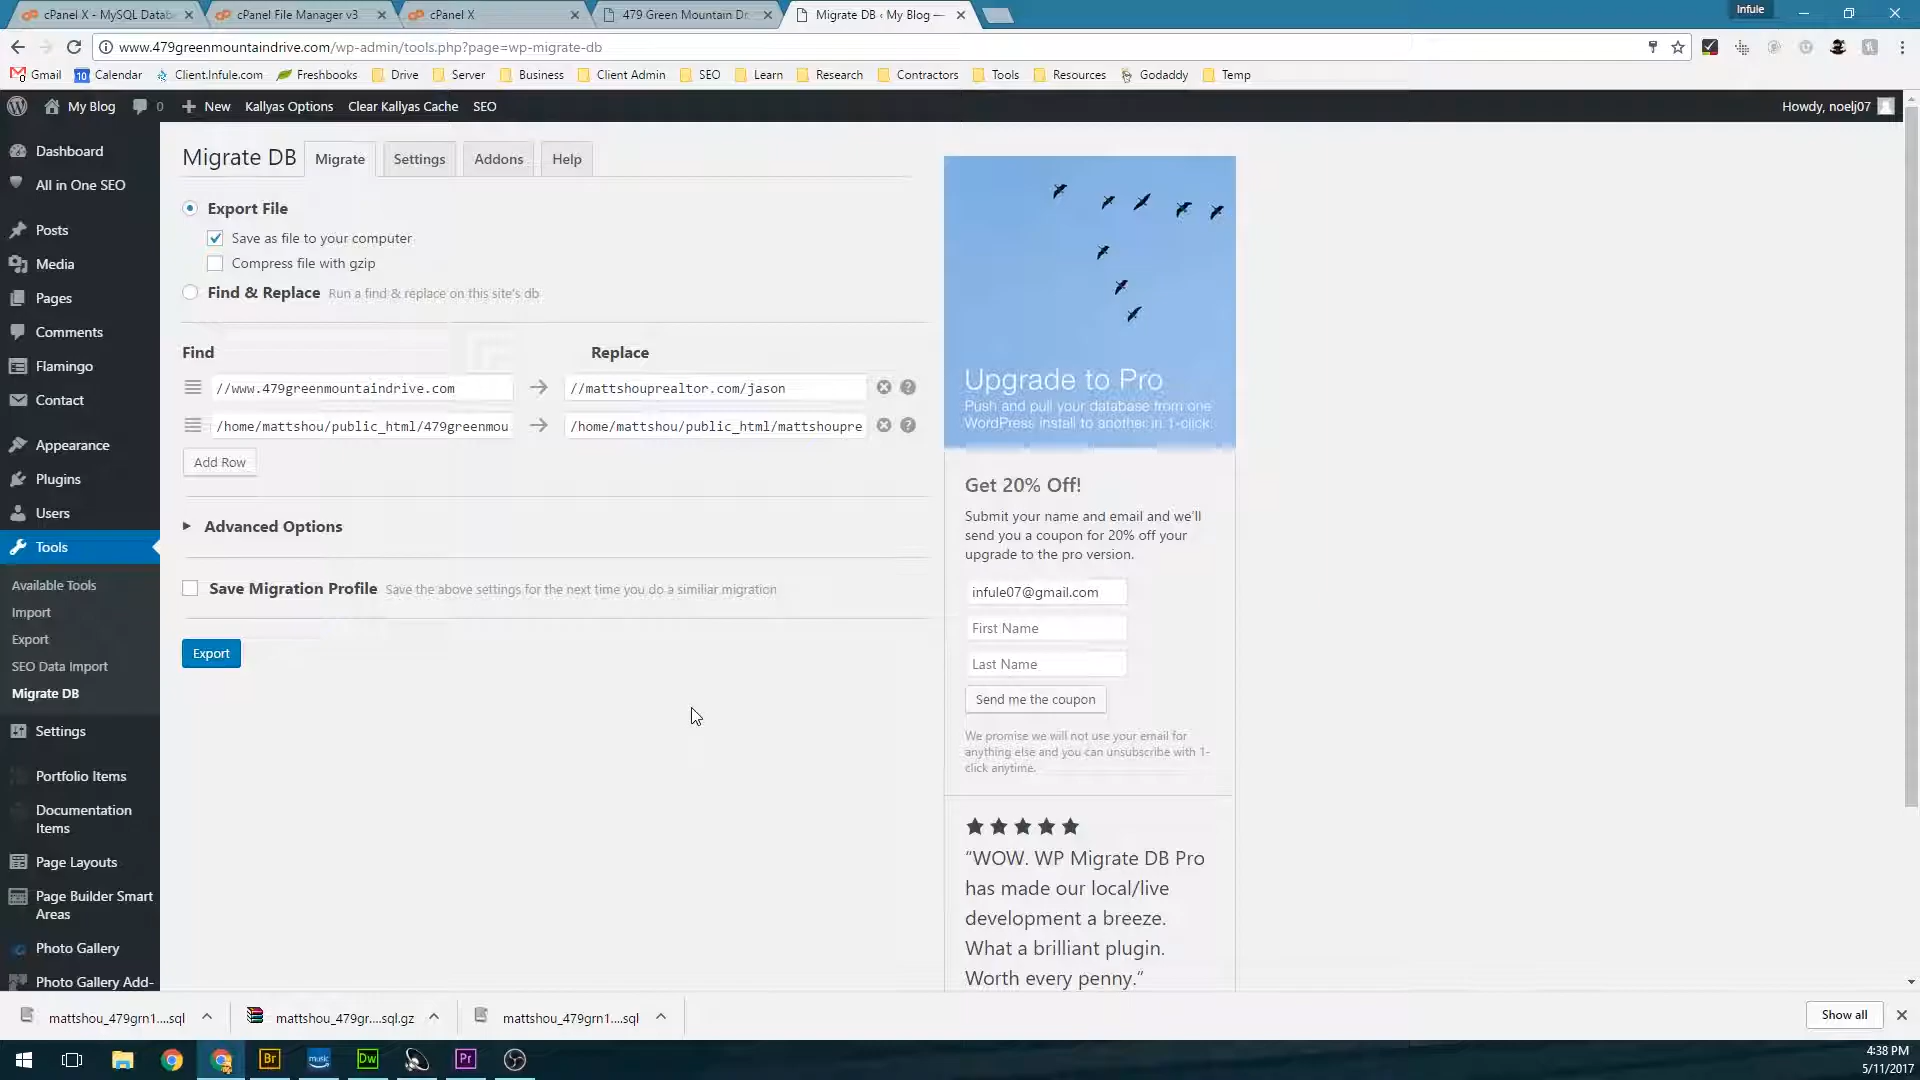 cPanel X - MySQL Datab
cPanel File Manager v3
cPanel X
479 Green Mountain Dr
Migrate DB ‹ My Blog —
Infule
www.479greenmountaindrive.com/wp-admin/tools.php?page=wp-migrate-db
Gmail
10
Calendar
Client.Infule.com
Freshbooks
Drive
Server
Business
Client Admin
SEO
Learn
Research
Contractors
Tools
Resources
Godaddy
Temp
My Blog
0
New
Kallyas Options
Clear Kallyas Cache
SEO
Howdy, noelj07
Dashboard
All in One SEO
Posts
Media
Pages
Comments
Flamingo
Contact
Appearance
Plugins
Users
Tools
Available Tools
Import
Export
SEO Data Import
Migrate DB
Settings
Portfolio Items
Documentation
Items
Page Layouts
Page Builder Smart
Areas
Photo Gallery
Photo Gallery Add-
Migrate DB
Migrate
Settings
Addons
Help
Export File
Save as file to your computer
Compress file with gzip
Find & Replace Run a find & replace on this site's db
Find
Replace
//www.479greenmountaindrive.com
//mattshouprealtor.com/jason
/home/mattshou/public_html/479greenmou
/home/mattshou/public_html/mattshoupre
Add Row
Advanced Options
Save Migration Profile Save the above settings for the next time you do a similiar migration
Export
Upgrade to Pro
Push and pull your database from one
WordPress install to another in 1-click.
Get 20% Off!
Submit your name and email and we'll
send you a coupon for 20% off your
upgrade to the pro version.
infule07@gmail.com
First Name
Last Name
Send me the coupon
We promise we will not use your email for
anything else and you can unsubscribe with 1-
click anytime.
“WOW. WP Migrate DB Pro
has made our local/live
development a breeze.
What a brilliant plugin.
Worth every penny.”
mattshou_479grn1....sql
mattshou_479gr....sql.gz
mattshou_479grn1....sql
Show all
Br
music
Dw
Pr
4:38 PM
5/11/2017